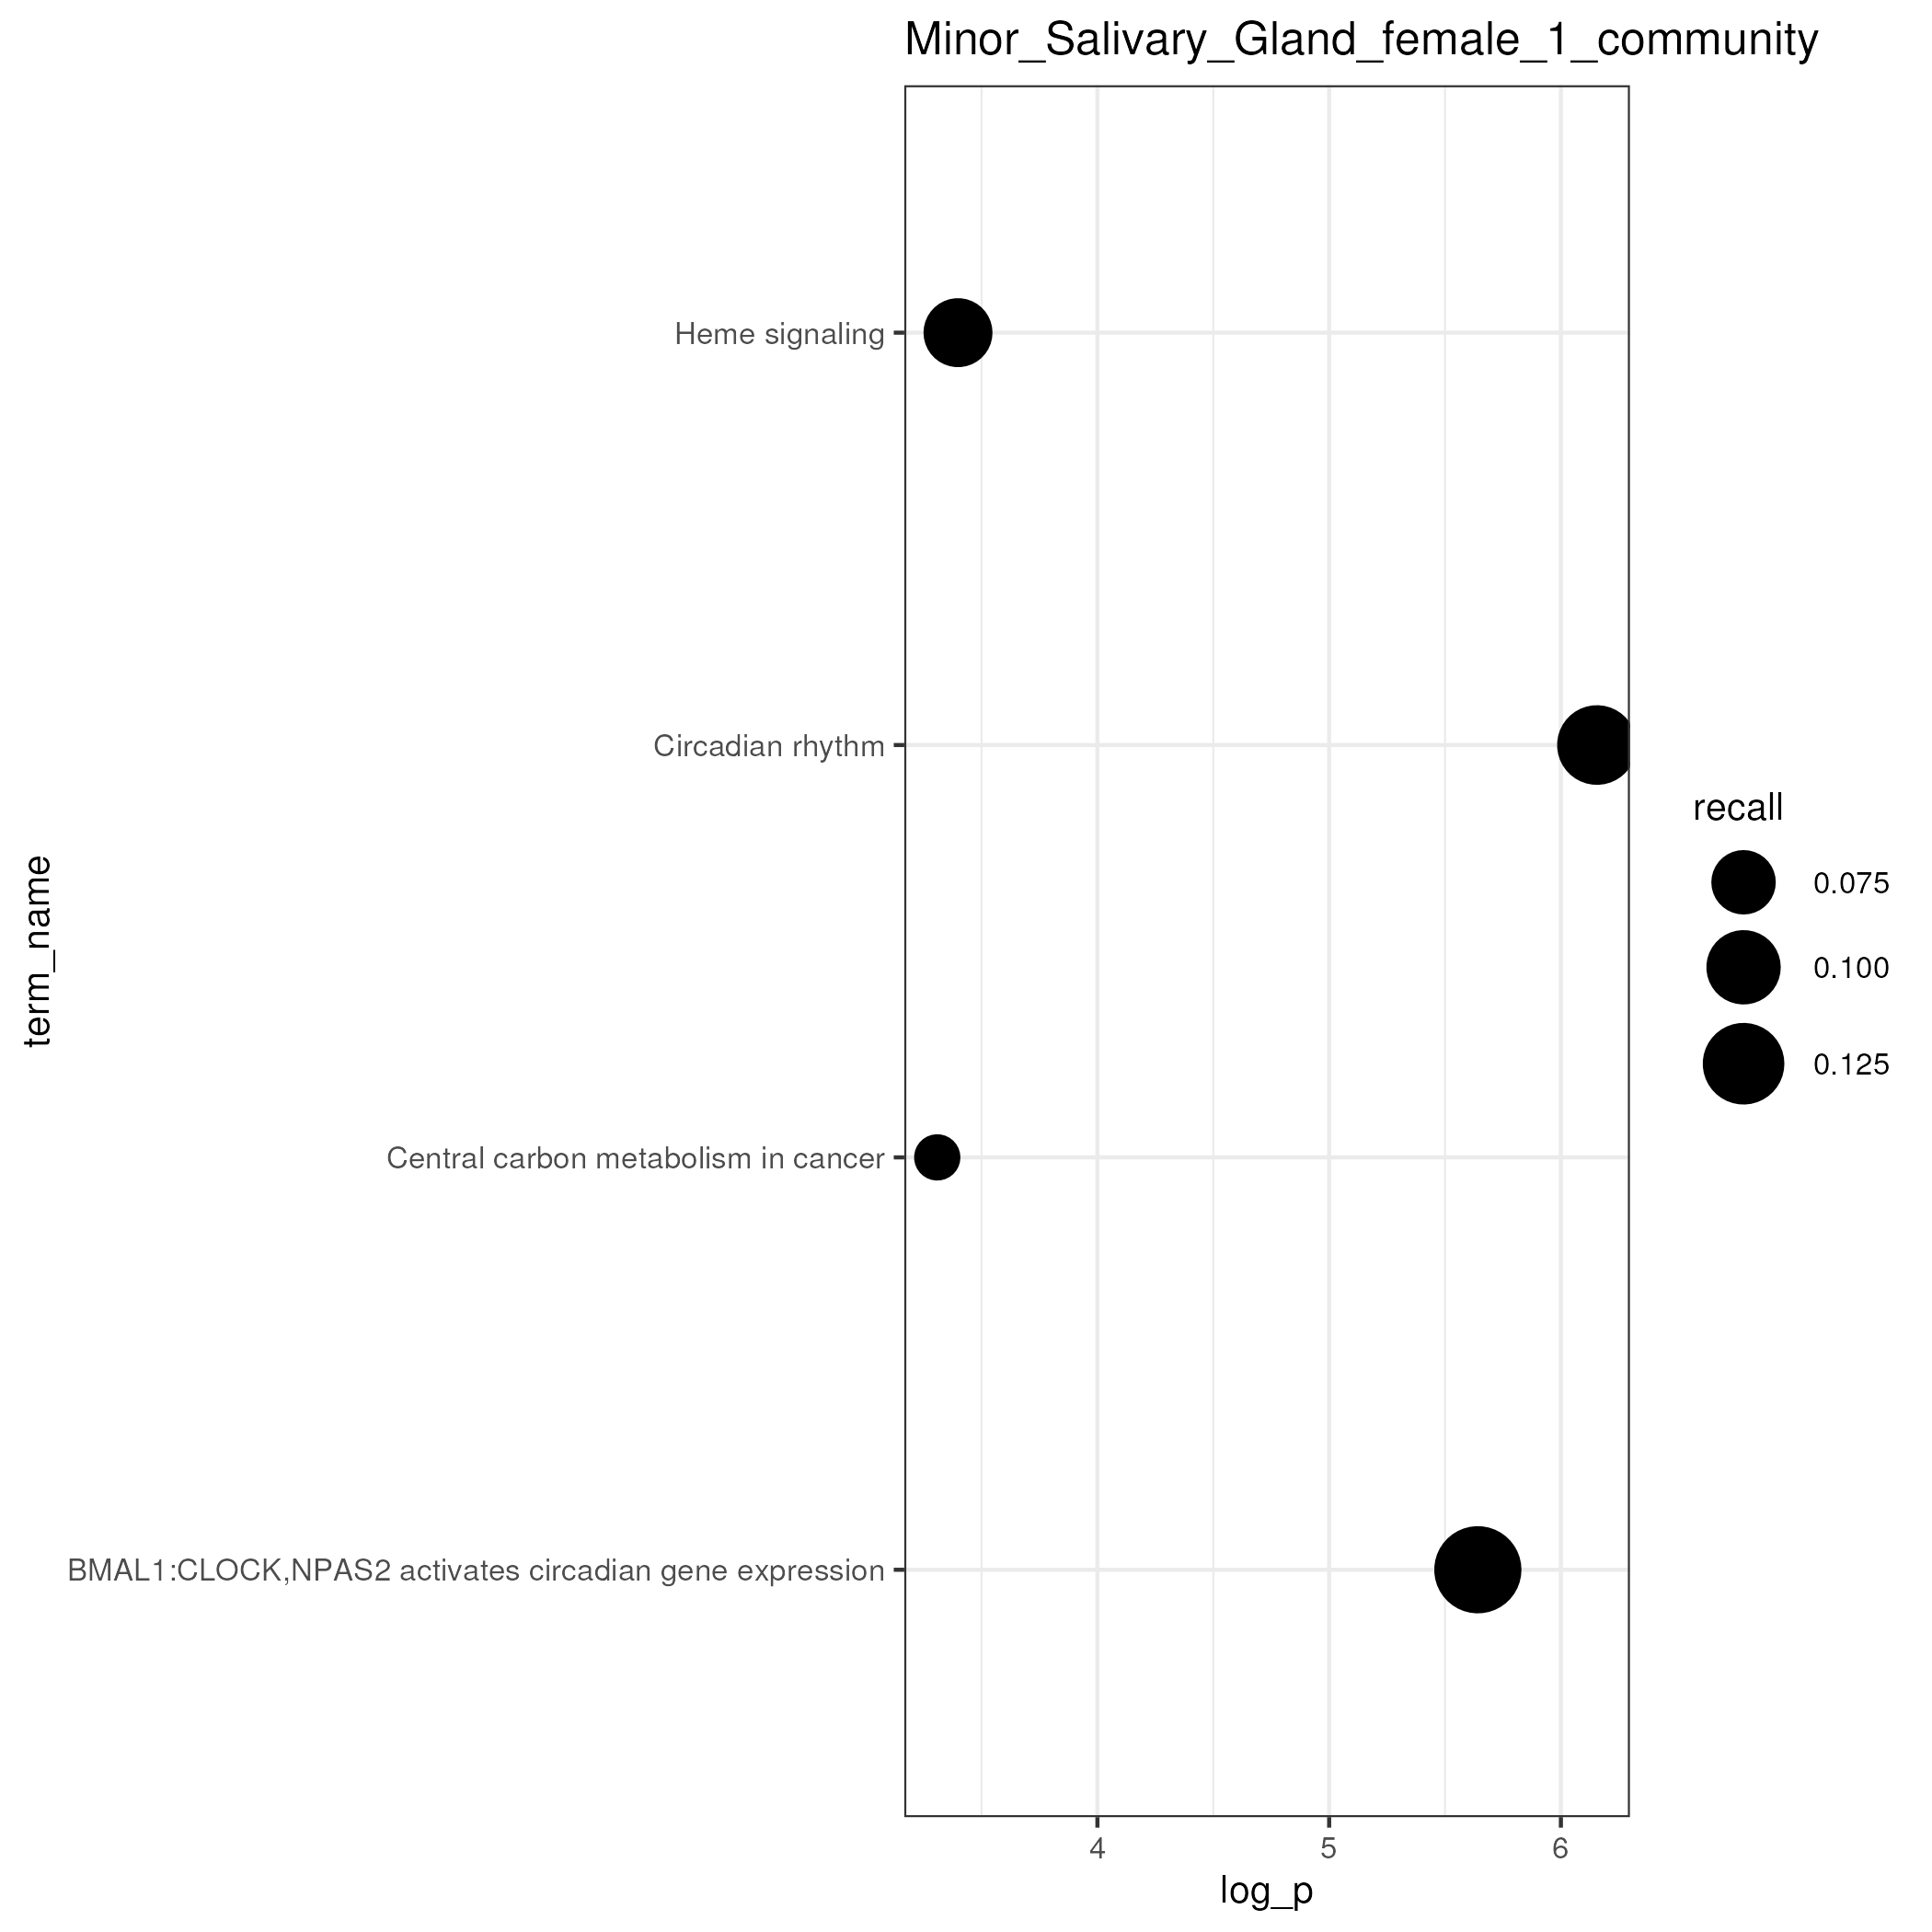 Minor_Salivary_Gland_female_1_community
Heme signaling
Circadian rhythm
Central carbon metabolism in cancer
BMAL1:CLOCK,NPAS2 activates circadian gene expression
term_name
4
5
6
log_p
recall
0.075
0.100
0.125